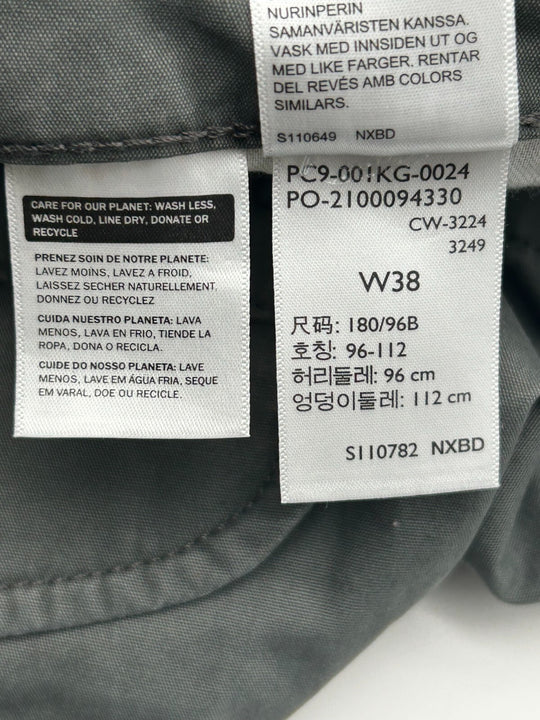 NURINPERIN
SAMANVÄRISTEN KANSSA.
VASK MED INNSIDEN UT OG
MED LIKE FARGER. RENTAR
DEL REVÉS AMB COLORS
SIMILARS.
S110649 NXBD
CARE FOR OUR PLANET: WASH LESS,
WASH COLD, LINE DRY, DONATE OR
RECYCLE
PRENEZ SOIN DE NOTRE PLANETE:
LAVEZ MOINS, LAVEZ A FROID,
LAISSEZ SECHER NATURELLEMENT,
DONNEZ OU RECYCLEZ
CUIDA NUESTRO PLANETA: LAVA
MENOS, LAVA EN FRIO, TIENDE LA
ROPA, DONA O RECICLA.
CUIDE DO NOSSO PLANETA: LAVE
MENOS, LAVE EM ÁGUA FRIA, SEQUE
EM VARAL, DOE OU RECICLE.
PC9-001KG-0024
PO-2100094330
CW-3224
3249
W38
尺码: 180/96B
호칭: 96-112
허리둘레: 96 cm
엉덩이둘레: 112 cm
S110782 NXBD